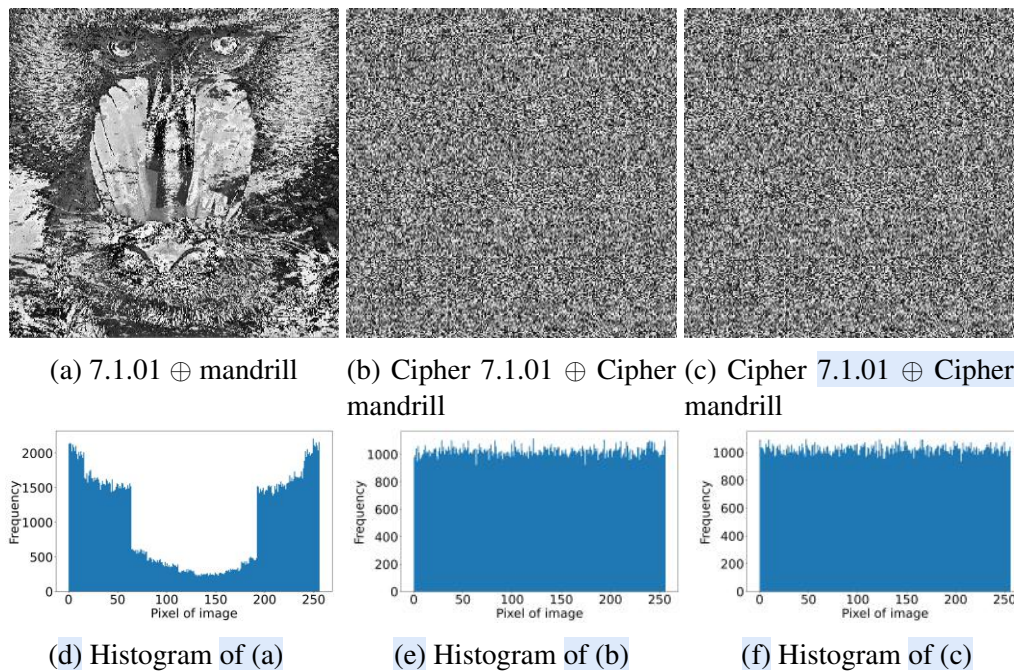 (a) 7.1.01 ⊕ mandrill
(b) Cipher 7.1.01 ⊕ Cipher
mandrill
(c) Cipher 7.1.01 ⊕ Cipher
mandrill
2000
1500
1000
500
0
Frequency
0 50 100 150 200 250
Pixel of image
1000
800
600
400
200
0
Frequency
0 50 100 150 200 250
Pixel of image
1000
800
600
400
200
0
Frequency
0 50 100 150 200 250
Pixel of image
(d) Histogram of (a)
(e) Histogram of (b)
(f) Histogram of (c)